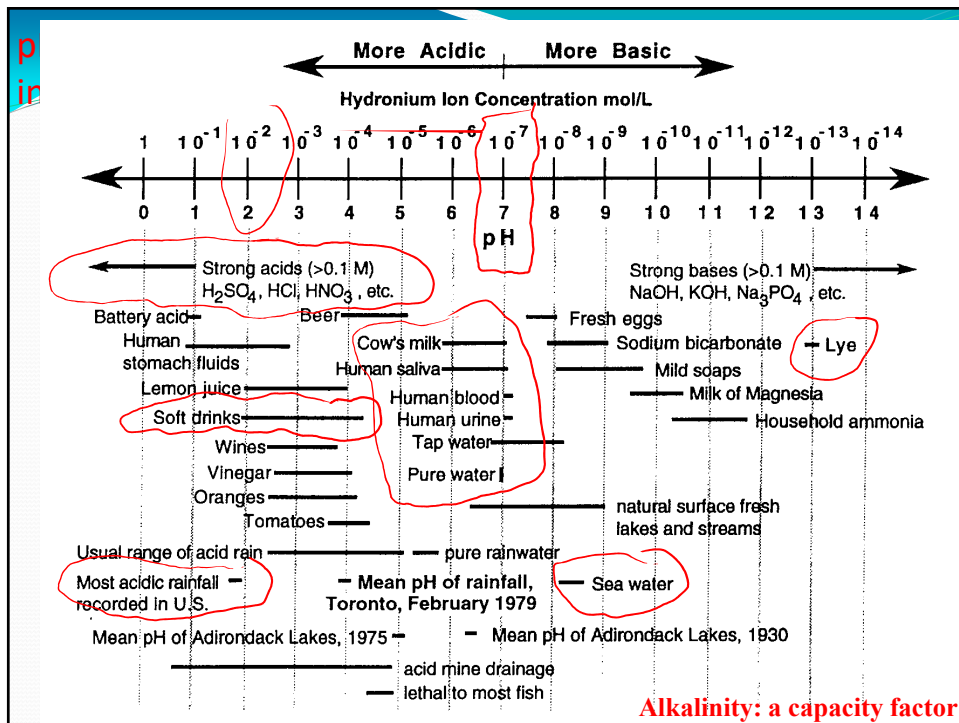 p
in
More Acidic More Basic
Hydronium Ion Concentration mol/L
1 10-1 10-2 10-3 10-4 10-5 10-6 10-7 10-8 10-9 10-10 10-11 10-12 10-13 10-14
0 1 2 3 4 5 6 7 8 9 10 11 12 13 14
pH
Strong acids (>0.1 M)
H2SO4, HCl, HNO3, etc.
Strong bases (>0.1 M)
NaOH, KOH, Na3PO4, etc.
Battery acid
Beer
Fresh eggs
Human
stomach fluids
Cow's milk
Sodium bicarbonate
Lye
Human saliva
Mild soaps
Lemon juice
Human blood
Milk of Magnesia
Soft drinks
Human urine
Household ammonia
Wines
Tap water
Vinegar
Pure water
Oranges
natural surface fresh
lakes and streams
Tomatoes
Usual range of acid rain
pure rainwater
Most acidic rainfall
recorded in U.S.
Mean pH of rainfall,
Toronto, February 1979
Sea water
Mean pH of Adirondack Lakes, 1975
Mean pH of Adirondack Lakes, 1930
acid mine drainage
lethal to most fish
Alkalinity: a capacity factor